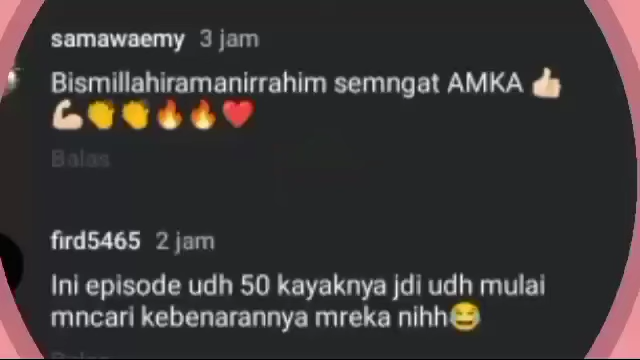 samawaemy 3 jam
Bismillahiramanirrahim semngat AMKA 👍🏻
💪🏻👏👏🔥🔥❤️
Balas
fird5465 2 jam
Ini episode udh 50 kayaknya jdi udh mulai
mncari kebenarannya mreka nihh😂
Balas